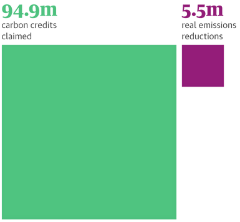 94.9m
carbon credits
claimed
5.5m
real emissions
reductions